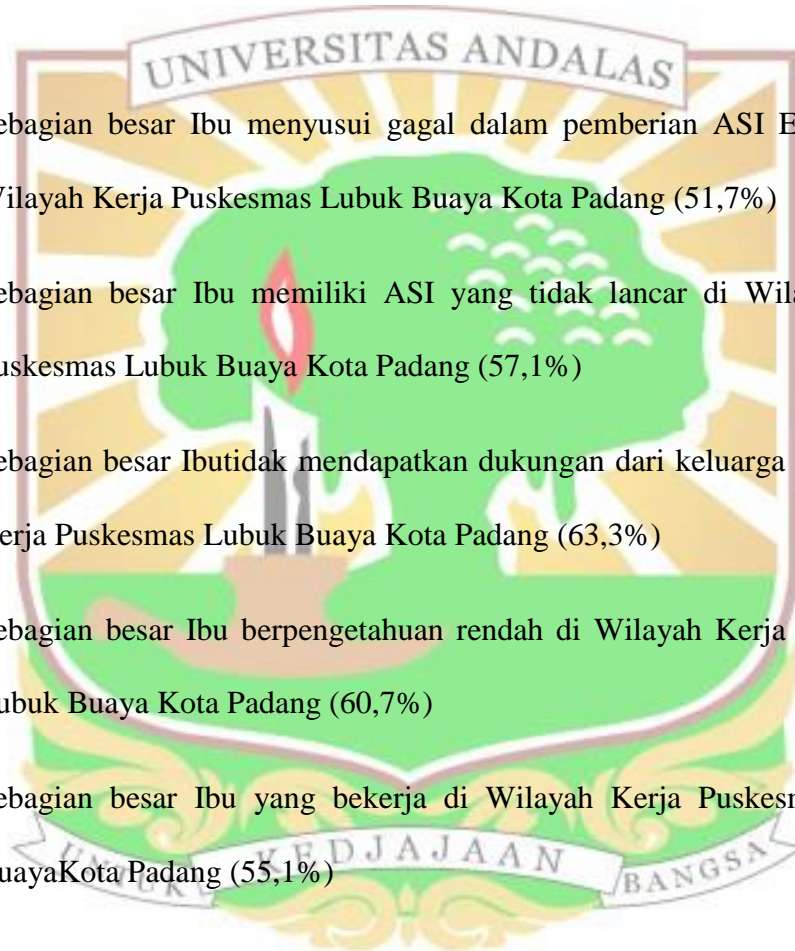 UNIVERSITAS ANDALAS
ebagian besar Ibu menyusui gagal dalam pemberian ASI E
Wilayah Kerja Puskesmas Lubuk Buaya Kota Padang (51,7%)
ebagian besar Ibu memiliki ASI yang tidak lancar di Wila
uskesmas Lubuk Buaya Kota Padang (57,1%)
ebagian besar Ibutidak mendapatkan dukungan dari keluarga
erja Puskesmas Lubuk Buaya Kota Padang (63,3%)
ebagian besar Ibu berpengetahuan rendah di Wilayah Kerja
ubuk Buaya Kota Padang (60,7%)
ebagian besar Ibu yang bekerja di Wilayah Kerja Puskesm
uayaKota Padang (55,1%)
UNTUK KEDJAJAAN BANGSA